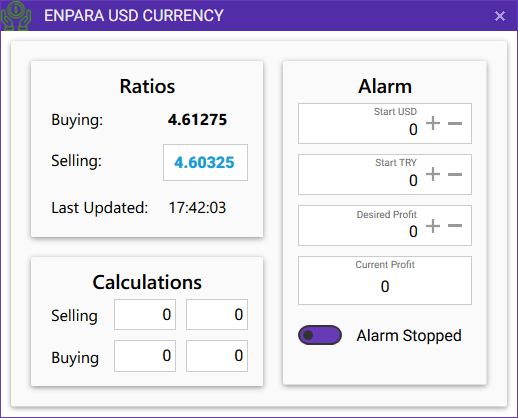 ENPARA USD CURRENCY
Ratios
Buying: 4.61275
Selling: 4.60325
Last Updated: 17:42:03
Calculations
Selling 0 0
Buying 0 0
Alarm
Start USD
0
Start TRY
0
Desired Profit
0
Current Profit
0
Alarm Stopped